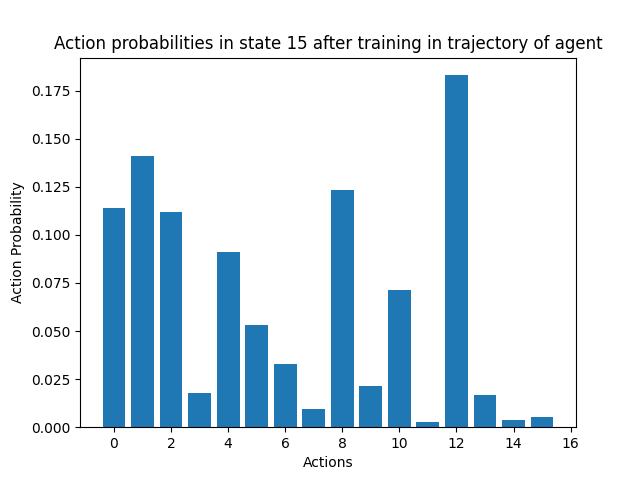 Action probabilities in state 15 after training in trajectory of agent
0.175
0.150
0.125
0.100
0.075
0.050
0.025
0.000
Action Probability
0 2 4 6 8 10 12 14 16
Actions